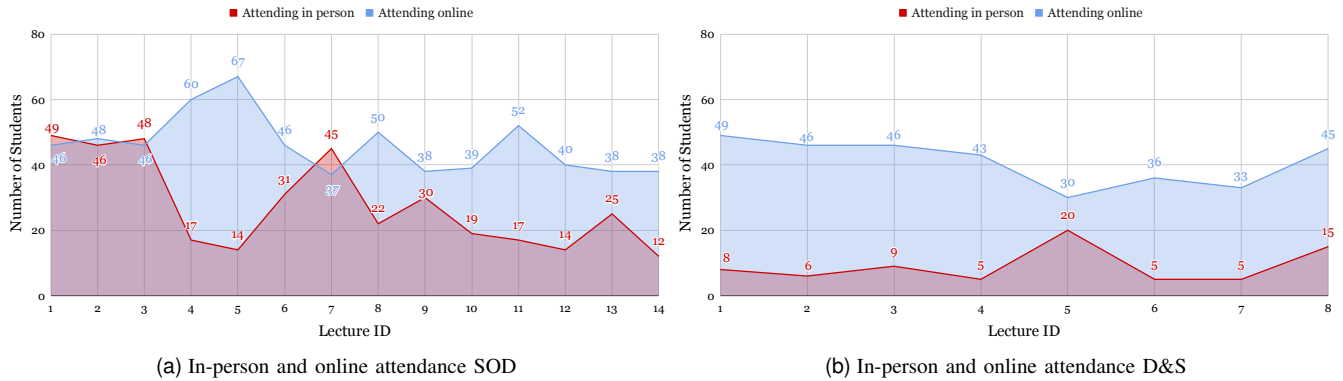 Attending in person Attending online
80
60
40
20
0
Number of Students
49 46 48 17 14 31 45 22 30 19 17 14 25 12
46 48 46 60 67 46 37 50 38 39 52 40 38 38
1 2 3 4 5 6 7 8 9 10 11 12 13 14
Lecture ID
(a) In-person and online attendance SOD
Attending in person Attending online
80
60
40
20
0
Number of Students
49 46 46 43 30 36 33 45
8 6 9 5 20 5 5 15
1 2 3 4 5 6 7 8
Lecture ID
(b) In-person and online attendance D&S